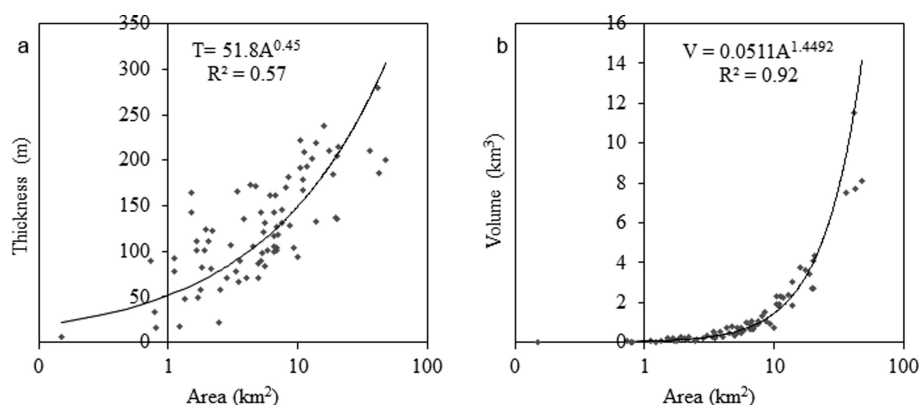 a
T= 51.8A^0.45
R² = 0.57
350
300
250
200
150
100
50
0
Thickness (m)
0 1 10 100
Area (km²)
b
V = 0.0511A^1.4492
R² = 0.92
16
14
12
10
8
6
4
2
0
Volume (km³)
0 1 10 100
Area (km²)